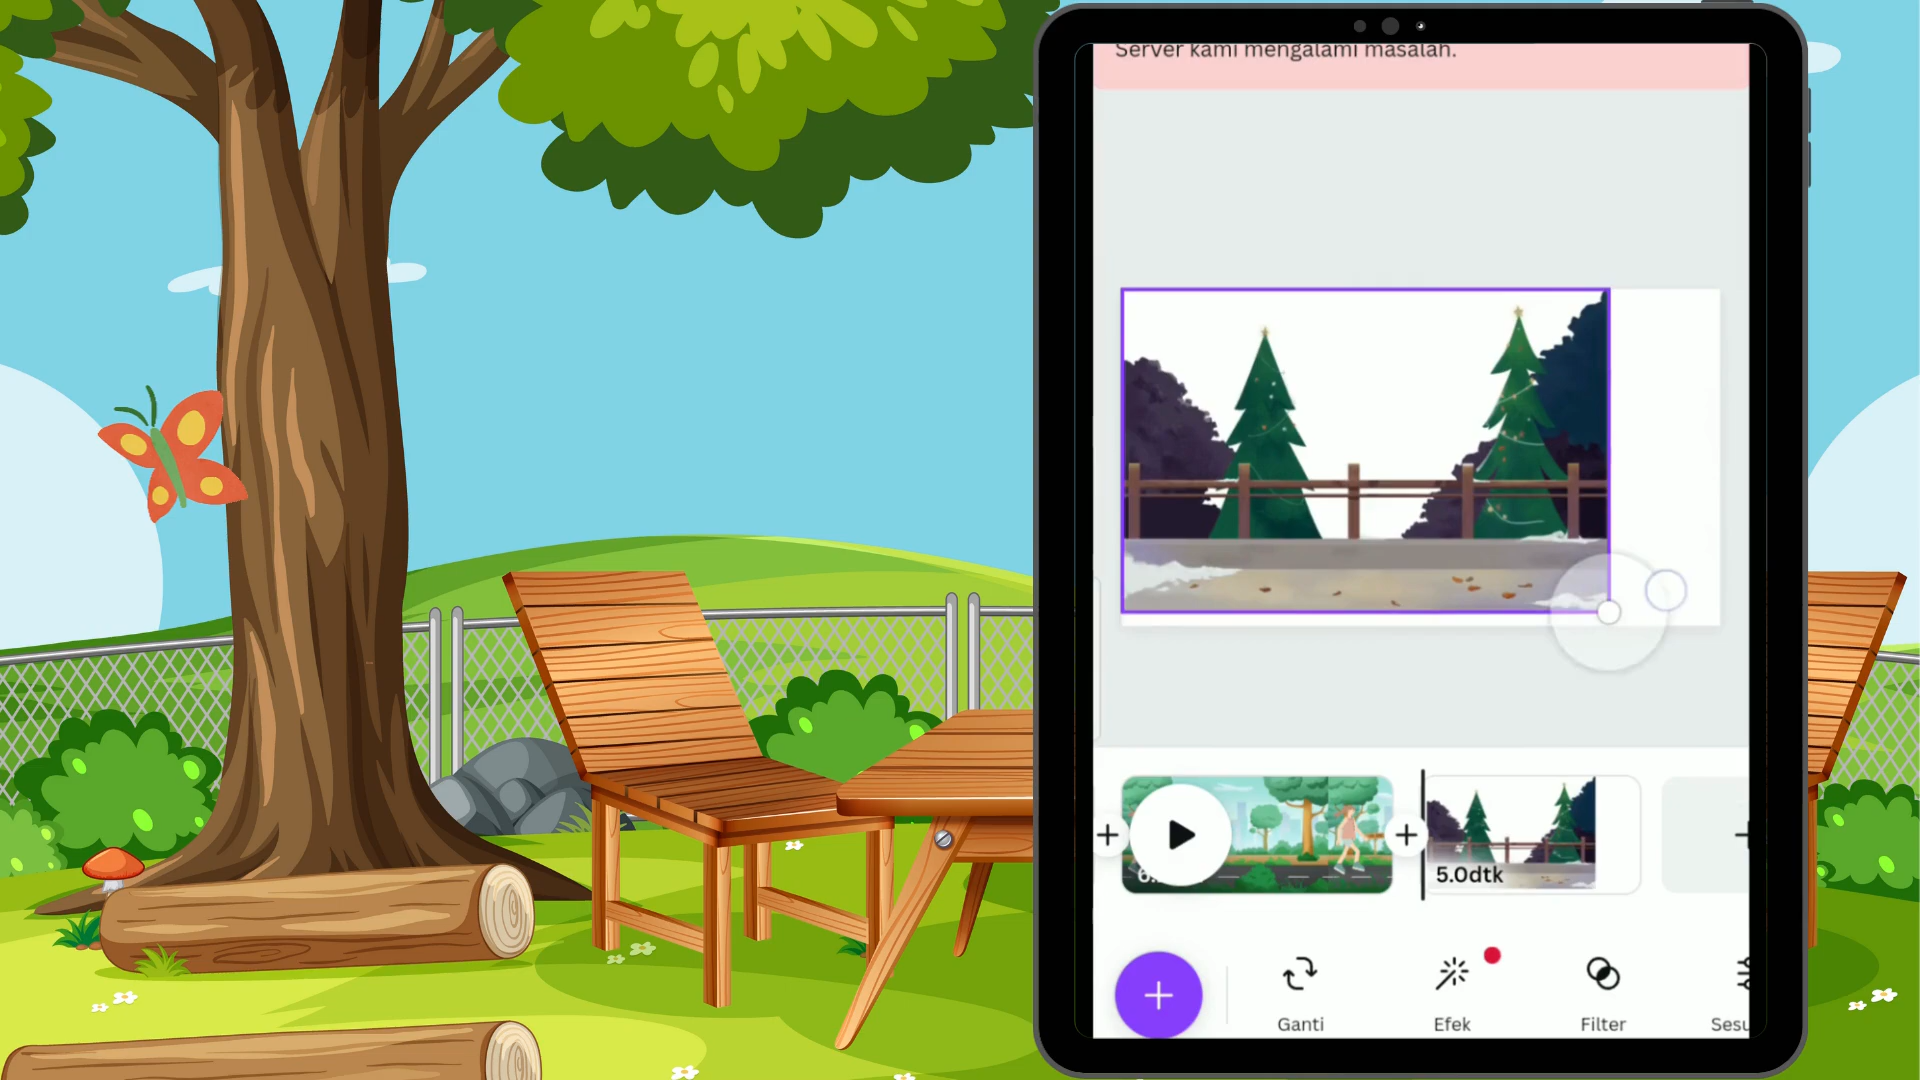 Server kami mengalami masalah.
5.0dtk
Ganti
Efek
Filter